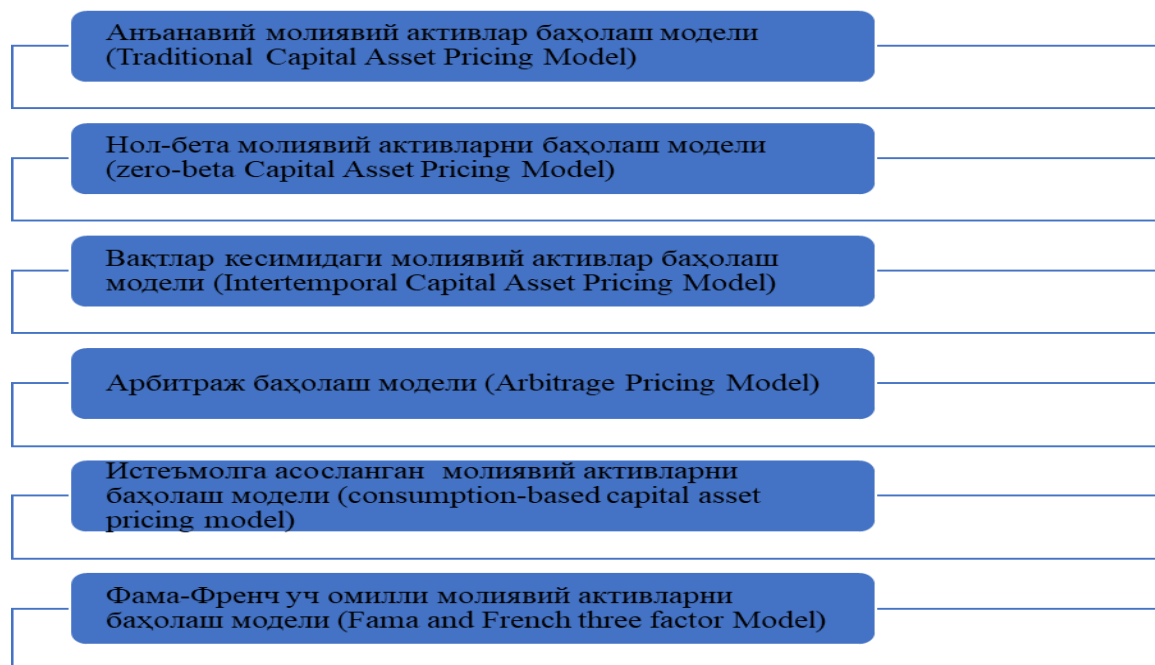 Анъанавий молиявий активлар баҳолаш модели
(Traditional Capital Asset Pricing Model)
Нол-бета молиявий активларни баҳолаш модели
(zero-beta Capital Asset Pricing Model)
Вақтлар кесимидаги молиявий активлар баҳолаш
модели (Intertemporal Capital Asset Pricing Model)
Арбитраж баҳолаш модели (Arbitrage Pricing Model)
Истеъмолга асосланган молиявий активларни
баҳолаш модели (consumption-based capital asset
pricing model)
Фама-Френч уч омилли молиявий активларни
баҳолаш модели (Fama and French three factor Model)